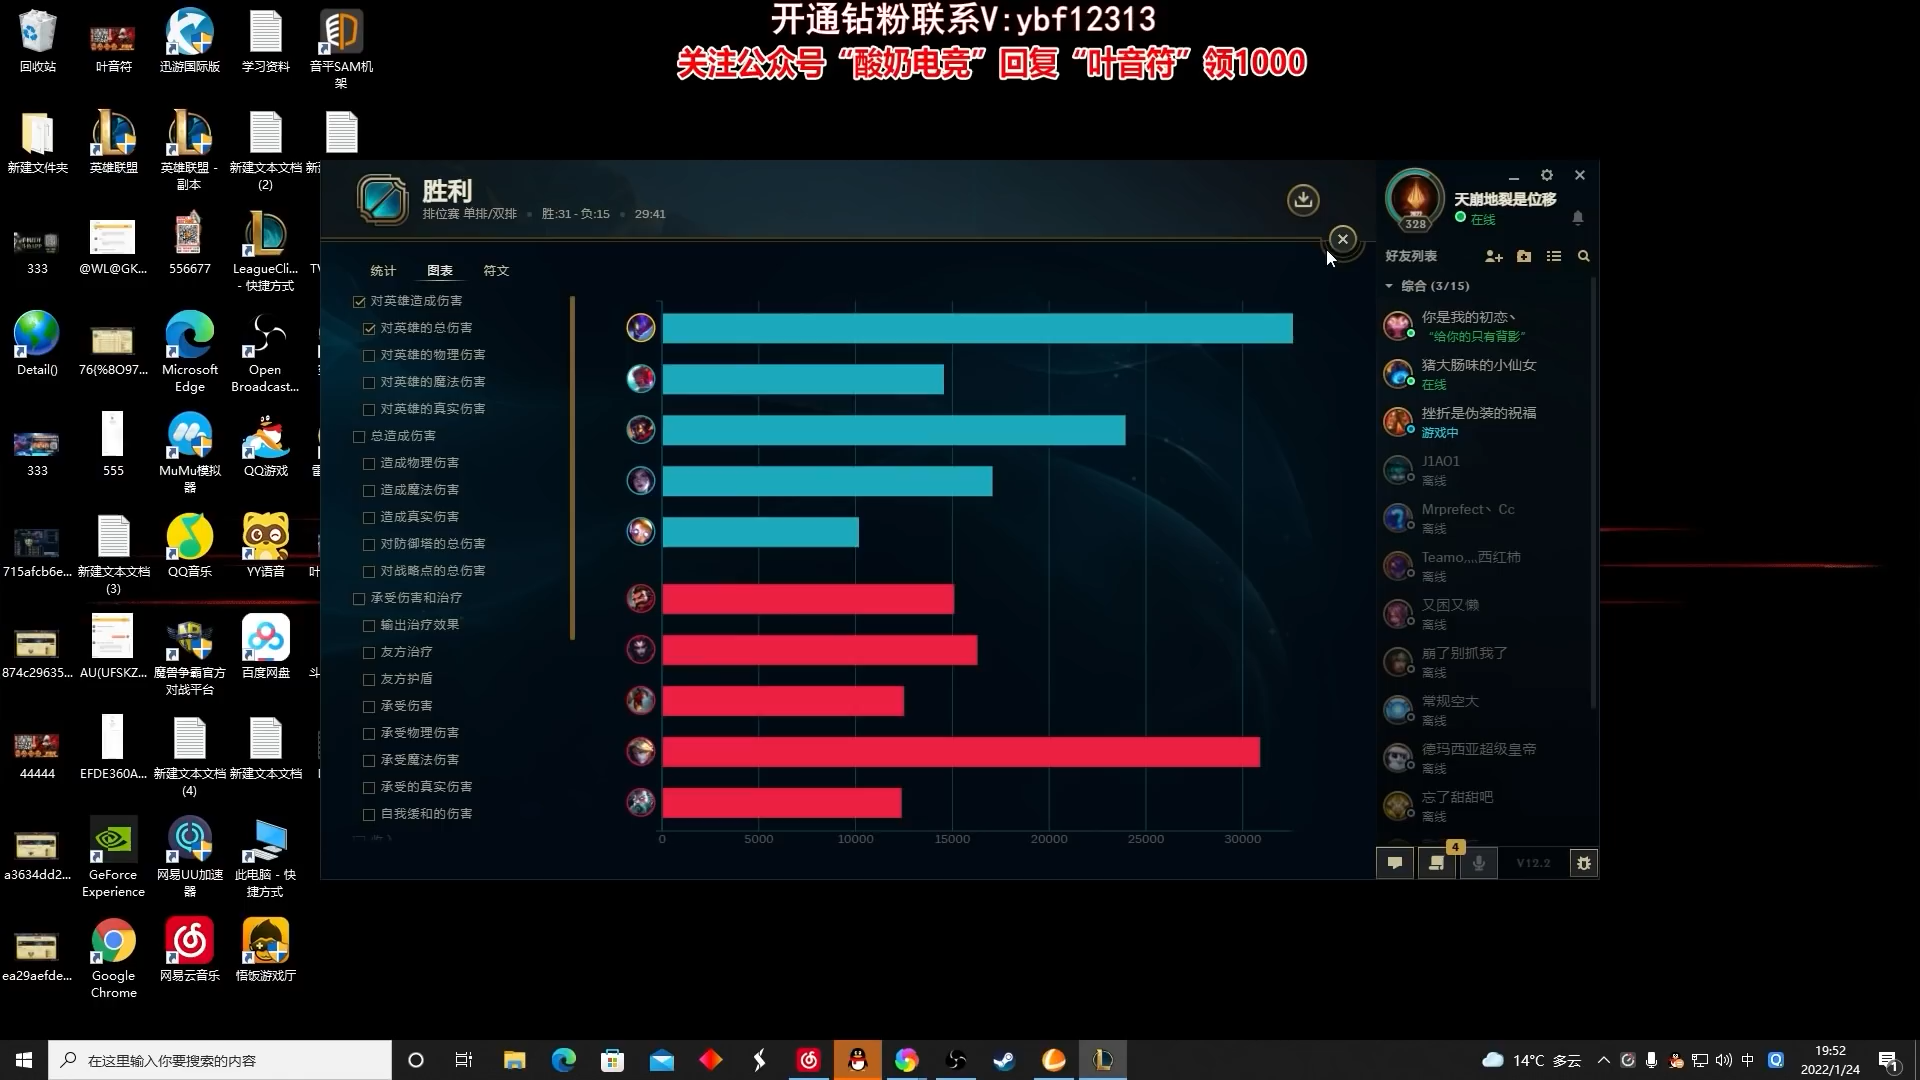 开通钻粉联系V:ybf12313
关注公众号“酸奶电竞”回复“叶音符”领1000
回收站
叶音符
迅游国际版
学习资料
音平SAM机架
新建文件夹
英雄联盟
英雄联盟 - 副本
新建文本文档 (2)
333
@WL@GK...
556677
LeagueCli... - 快捷方式
Detail()
76{%8O97...
Microsoft Edge
Open Broadcast...
333
555
MuMu模拟器
QQ游戏
715afcb6e...
新建文本文档 (3)
QQ音乐
YY语音
874c29635...
AU(UFSKZ...
魔兽争霸官方对战平台
百度网盘
44444
EFDE360A...
新建文本文档 (4)
新建文本文档
a3634dd2...
GeForce Experience
网易UU加速器
此电脑 - 快捷方式
ea29aefde...
Google Chrome
网易云音乐
悟饭游戏厅
胜利
排位赛 单排/双排 • 胜:31 - 负:15 • 29:41
统计 图表 符文
对英雄造成伤害
对英雄的总伤害
对英雄的物理伤害
对英雄的魔法伤害
对英雄的真实伤害
总造成伤害
造成物理伤害
造成魔法伤害
造成真实伤害
对防御塔的总伤害
对战略点的总伤害
承受伤害和治疗
输出治疗效果
友方治疗
友方护盾
承受伤害
承受物理伤害
承受魔法伤害
承受的真实伤害
自我缓和的伤害
0 5000 10000 15000 20000 25000 30000
328
天崩地裂是位移
在线
好友列表
综合 (3/15)
你是我的初恋丶
“给你的只有背影”
猪大肠味的小仙女
在线
挫折是伪装的祝福
游戏中
J1AO1
离线
Mrprefect丶Cc
离线
Teamo灬西红柿
离线
又困又懒
离线
崩了别抓我了
离线
常规空大
离线
德玛西亚超级皇帝
离线
忘了甜甜吧
离线
4
V12.2
在这里输入你要搜索的内容
14°C 多云
中
19:52
2022/1/24
1